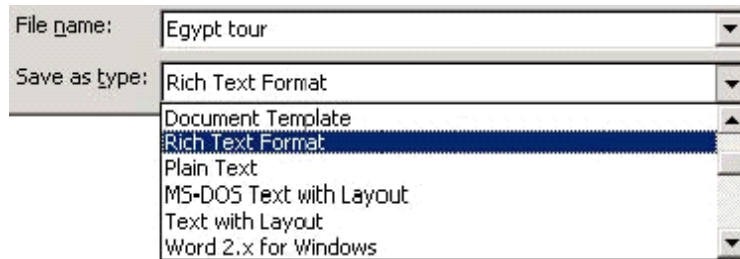 File name: Egypt tour
Save as type: Rich Text Format
Document Template
Rich Text Format
Plain Text
MS-DOS Text with Layout
Text with Layout
Word 2.x for Windows